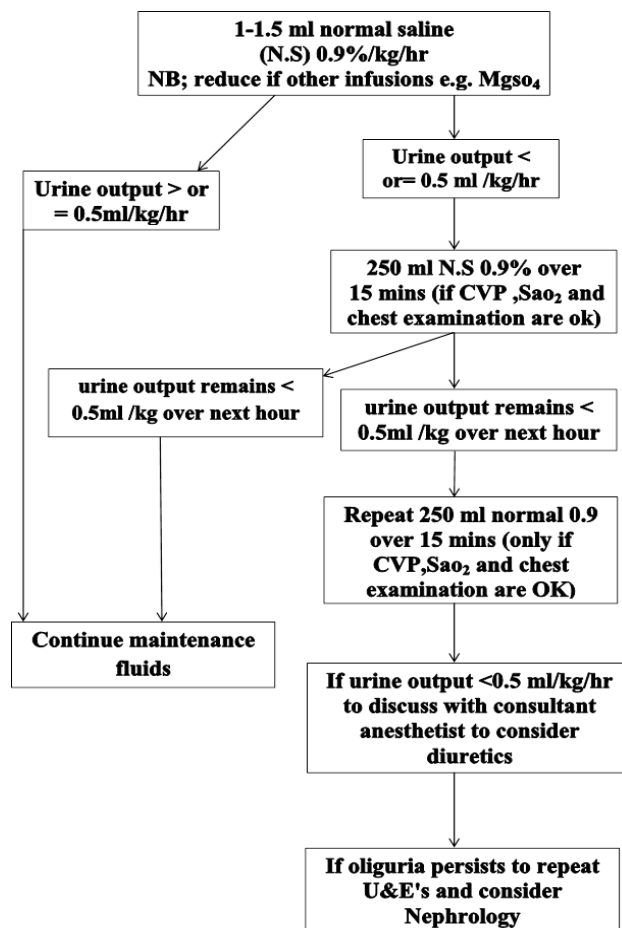 1-1.5 ml normal saline
(N.S) 0.9%/kg/hr
NB; reduce if other infusions e.g. Mgso₄
Urine output > or
= 0.5ml/kg/hr
Urine output <
or= 0.5 ml /kg/hr
250 ml N.S 0.9% over
15 mins (if CVP ,Sao₂ and
chest examination are ok)
urine output remains <
0.5ml /kg over next hour
urine output remains <
0.5ml /kg over next hour
Repeat 250 ml normal 0.9
over 15 mins (only if
CVP,Sao₂ and chest
examination are OK)
Continue maintenance
fluids
If urine output <0.5 ml/kg/hr
to discuss with consultant
anesthetist to consider
diuretics
If oliguria persists to repeat
U&E's and consider
Nephrology